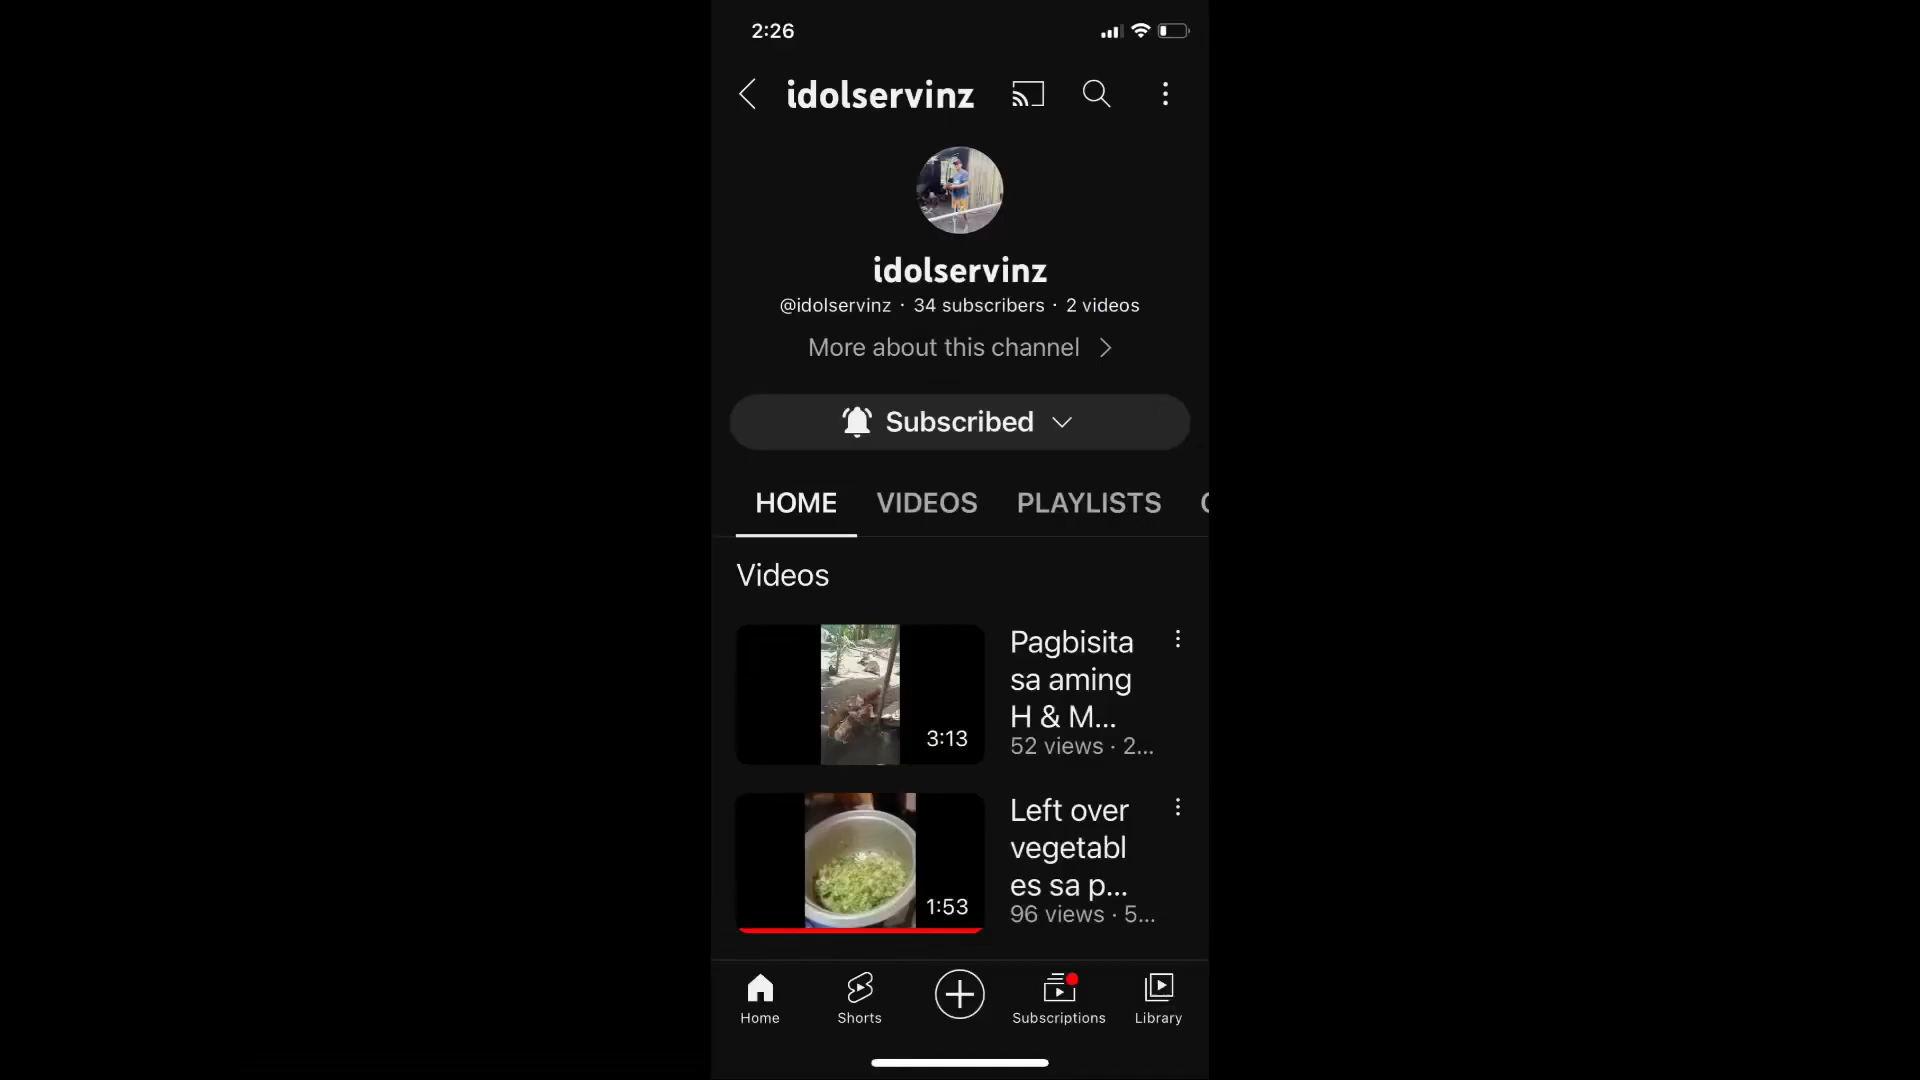 2:26
idolservinz
idolservinz
@idolservinz · 34 subscribers · 2 videos
More about this channel
Subscribed
HOME VIDEOS PLAYLISTS
Videos
Pagbisita
sa aming
H & M...
52 views · 2...
3:13
Left over
vegetabl
es sa p...
96 views · 5...
1:53
Home Shorts Subscriptions Library